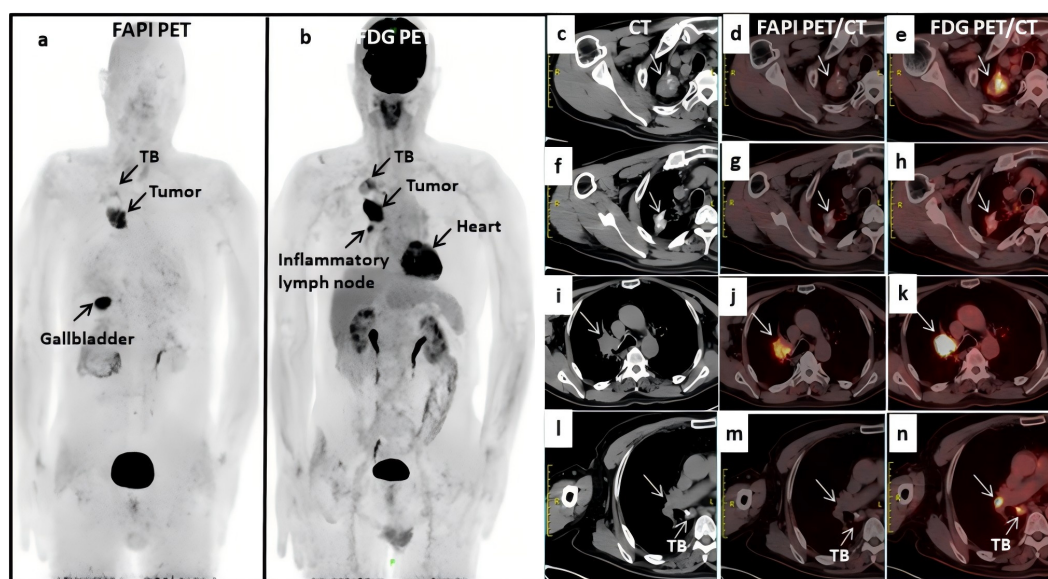 a
FAPI PET
TB
Tumor
Gallbladder
b
FDG PET
TB
Tumor
Heart
Inflammatory
lymph node
c
CT
R
L
d
FAPI PET/CT
R
e
FDG PET/CT
R
f
R
g
R
h
R
i
j
k
l
R
L
TB
m
R
TB
n
R
TB